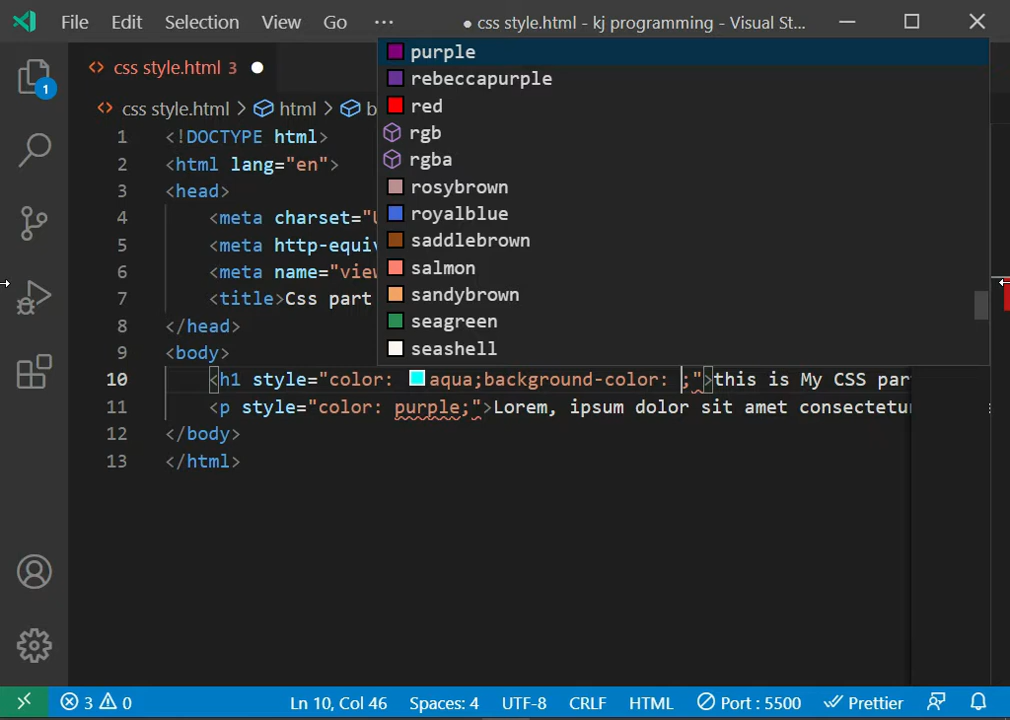 File Edit Selection View Go ··· ● css style.html - kj programming - Visual St...
css style.html 3 ●
css style.html > html > b
1 <!DOCTYPE html>
2 <html lang="en">
3 <head>
4 <meta charset="U
5 <meta http-equiv
6 <meta name="view
7 <title>Css part
8 </head>
9 <body>
10 <h1 style="color: aqua;background-color: ;">this is My CSS par
11 <p style="color: purple;">Lorem, ipsum dolor sit amet consectetu
12 </body>
13 </html>
purple
rebeccapurple
red
rgb
rgba
rosybrown
royalblue
saddlebrown
salmon
sandybrown
seagreen
seashell
1
3 0 Ln 10, Col 46 Spaces: 4 UTF-8 CRLF HTML Port : 5500 Prettier